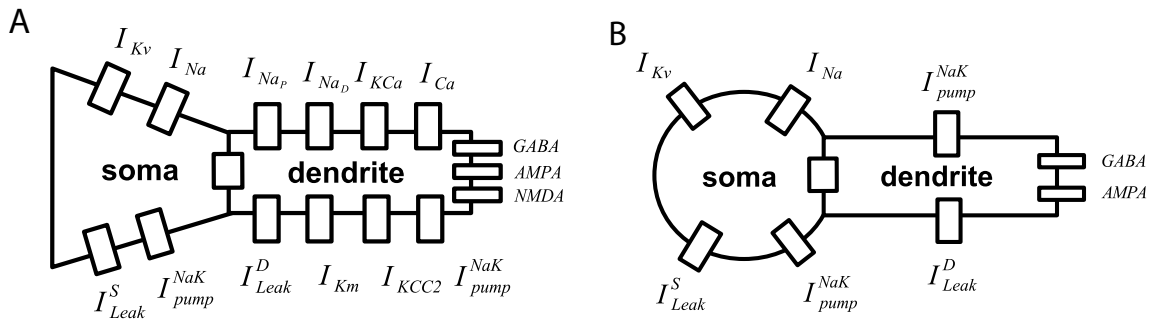 A
I_Kv
I_Na
I_Na_P
I_Na_D
I_KCa
I_Ca
GABA
AMPA
NMDA
soma
dendrite
I^S_Leak
I^NaK_pump
I^D_Leak
I_Km
I_KCC2
I^NaK_pump
B
I_Kv
I_Na
I^NaK_pump
GABA
AMPA
soma
dendrite
I^S_Leak
I^NaK_pump
I^D_Leak